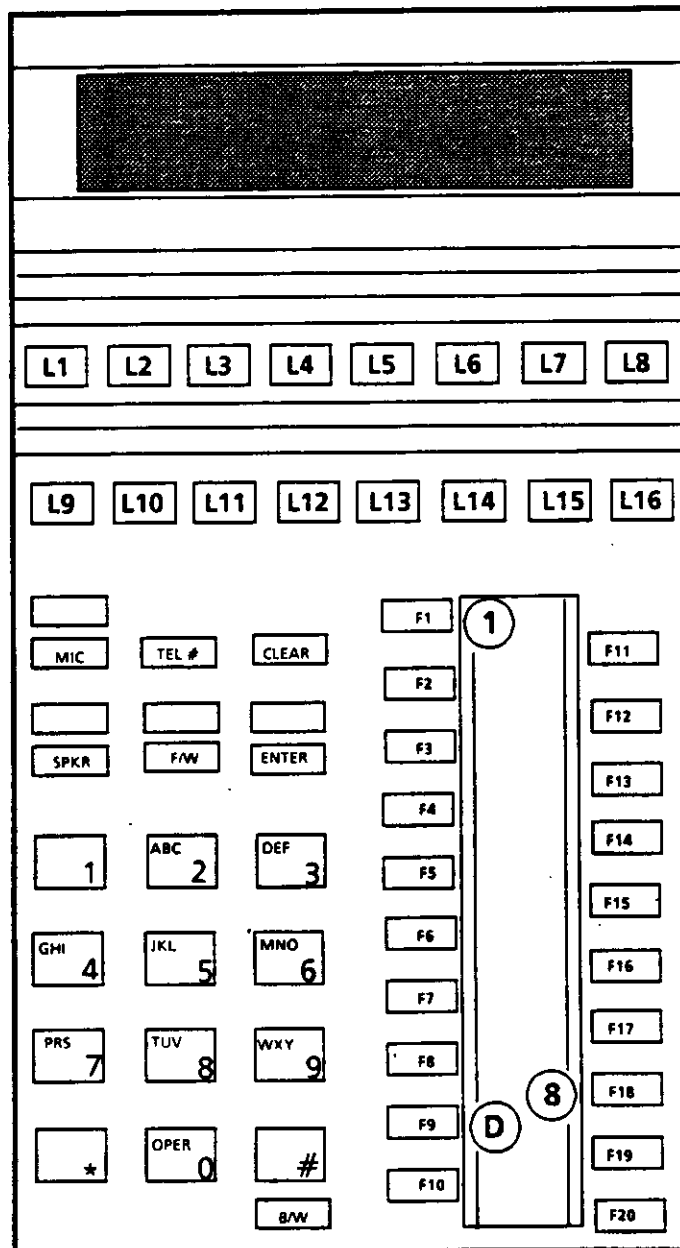 L1 L2 L3 L4 L5 L6 L7 L8
L9 L10 L11 L12 L13 L14 L15 L16
MIC TEL # CLEAR
SPKR F/W ENTER
1 ABC 2 DEF 3
GHI 4 JKL 5 MNO 6
PRS 7 TUV 8 WXY 9
* OPER 0 #
B/W
F1
F2
F3
F4
F5
F6
F7
F8
F9
F10
1
8
D
F11
F12
F13
F14
F15
F16
F17
F18
F19
F20